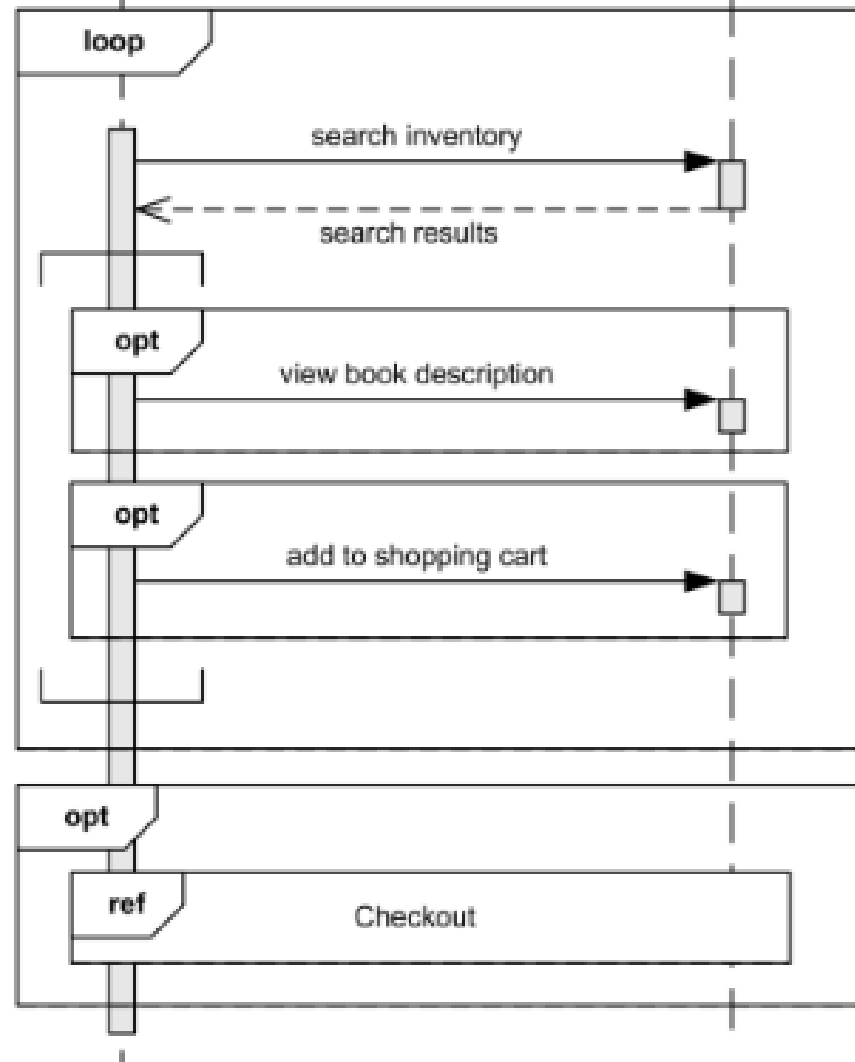 loop
search inventory
search results
opt
view book description
opt
add to shopping cart
opt
ref
Checkout